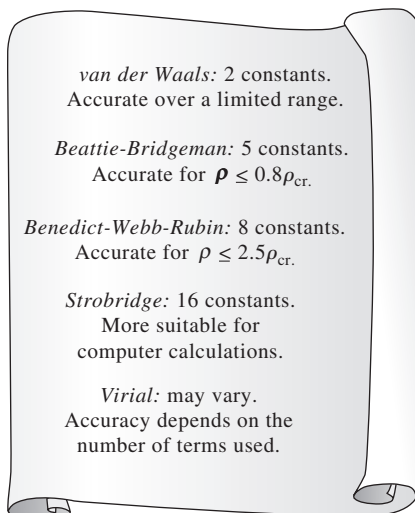 van der Waals: 2 constants.
Accurate over a limited range.
Beattie-Bridgeman: 5 constants.
Accurate for ρ ≤ 0.8ρcr.
Benedict-Webb-Rubin: 8 constants.
Accurate for ρ ≤ 2.5ρcr.
Strobridge: 16 constants.
More suitable for
computer calculations.
Virial: may vary.
Accuracy depends on the
number of terms used.